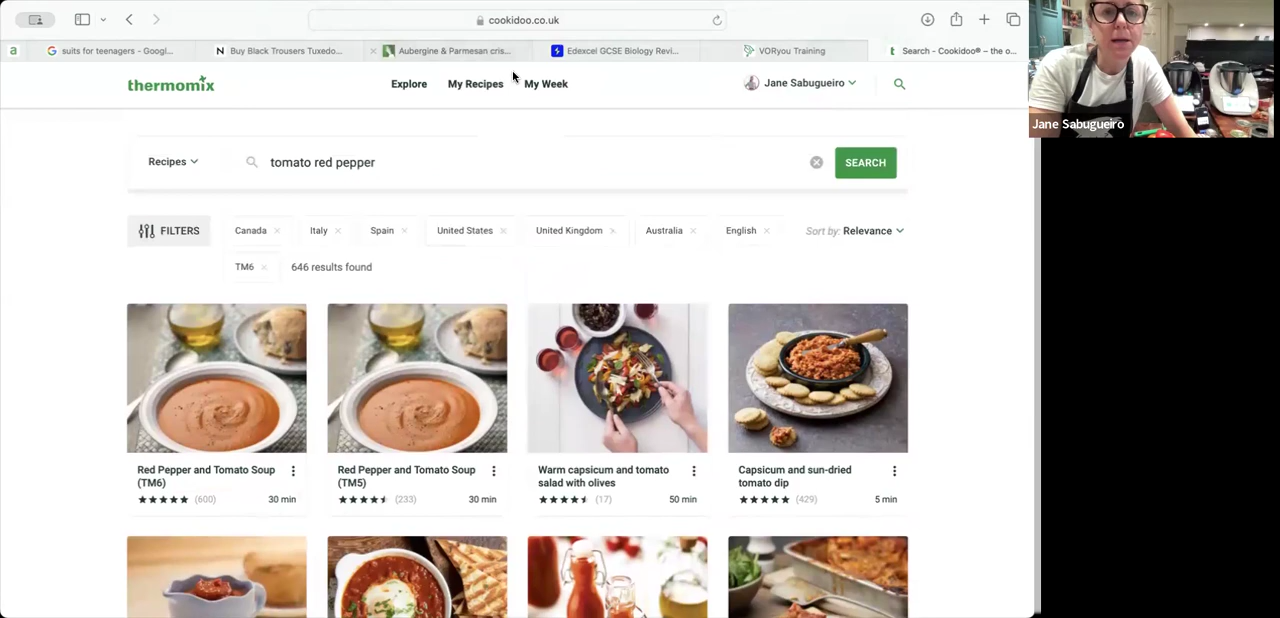 cookidoo.co.uk
a
suits for teenagers - Googl...
N Buy Black Trousers Tuxedo...
Aubergine & Parmesan cris...
Edexcel GCSE Biology Revi...
VORyou Training
t Search - Cookidoo® – the o...
thermomix
Explore
My Recipes
My Week
Jane Sabugueiro
Jane Sabugueiro
Recipes
tomato red pepper
SEARCH
FILTERS
Canada
Italy
Spain
United States
United Kingdom
Australia
English
Sort by: Relevance
TM6
646 results found
Red Pepper and Tomato Soup
(TM6)
(600)
30 min
Red Pepper and Tomato Soup
(TM5)
(233)
30 min
Warm capsicum and tomato
salad with olives
(17)
50 min
Capsicum and sun-dried
tomato dip
(429)
5 min